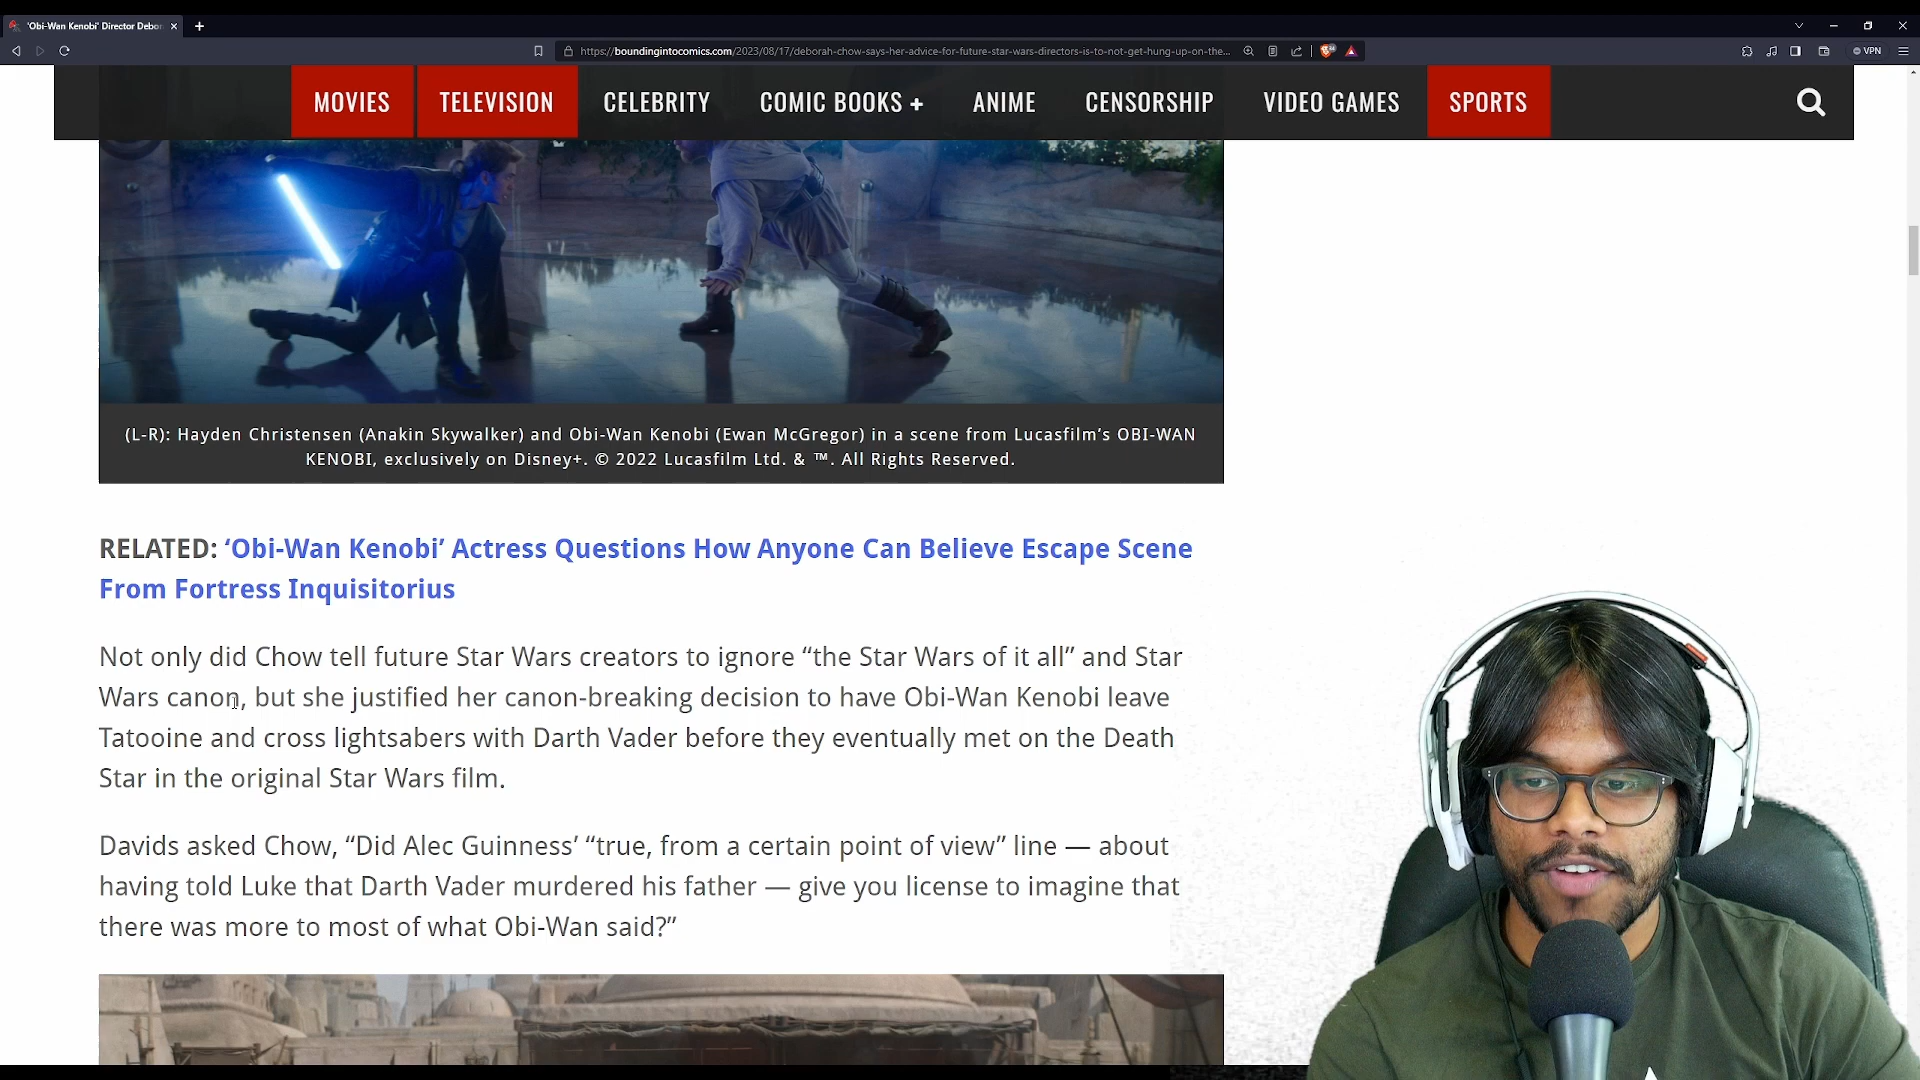 'Obi-Wan Kenobi' Director Debor
https://boundingintocomics.com/2023/08/17/deborah-chow-says-her-advice-for-future-star-wars-directors-is-to-not-get-hung-up-on-the...
VPN
MOVIES TELEVISION CELEBRITY COMIC BOOKS + ANIME CENSORSHIP VIDEO GAMES SPORTS
(L-R): Hayden Christensen (Anakin Skywalker) and Obi-Wan Kenobi (Ewan McGregor) in a scene from Lucasfilm's OBI-WAN
KENOBI, exclusively on Disney+. © 2022 Lucasfilm Ltd. & ™. All Rights Reserved.
RELATED: ‘Obi-Wan Kenobi’ Actress Questions How Anyone Can Believe Escape Scene
From Fortress Inquisitorius
Not only did Chow tell future Star Wars creators to ignore “the Star Wars of it all” and Star
Wars canon, but she justified her canon-breaking decision to have Obi-Wan Kenobi leave
Tatooine and cross lightsabers with Darth Vader before they eventually met on the Death
Star in the original Star Wars film.
Davids asked Chow, “Did Alec Guinness’ “true, from a certain point of view” line — about
having told Luke that Darth Vader murdered his father — give you license to imagine that
there was more to most of what Obi-Wan said?”